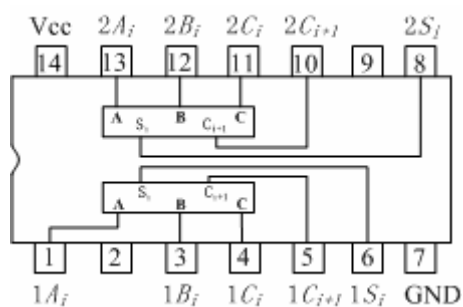 Vcc 2Aᵢ 2Bᵢ 2Cᵢ 2Cᵢ₊₁ 2Sᵢ
14 13 12 11 10 9 8
A B C
Sᵢ Cᵢ₊₁
Sᵢ Cᵢ₊₁
A B C
1 2 3 4 5 6 7
1Aᵢ 1Bᵢ 1Cᵢ 1Cᵢ₊₁ 1Sᵢ GND